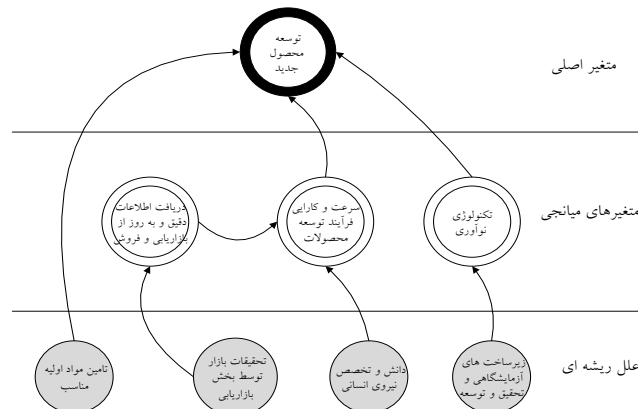 توسعه
محصول
جدید
متغیر اصلی
دریافت اطلاعات
دقیق و به روز از
بازاریابی و فروش
سرعت و کارایی
فرآیند توسعه
محصولات
تکنولوژی
نوآوری
متغیرهای میانجی
تامین مواد اولیه
مناسب
تحقیقات بازار
توسط بخش
بازاریابی
دانش و تخصص
نیروی انسانی
زیرساخت های
آزمایشگاهی و
تحقیق و توسعه
علل ریشه ای